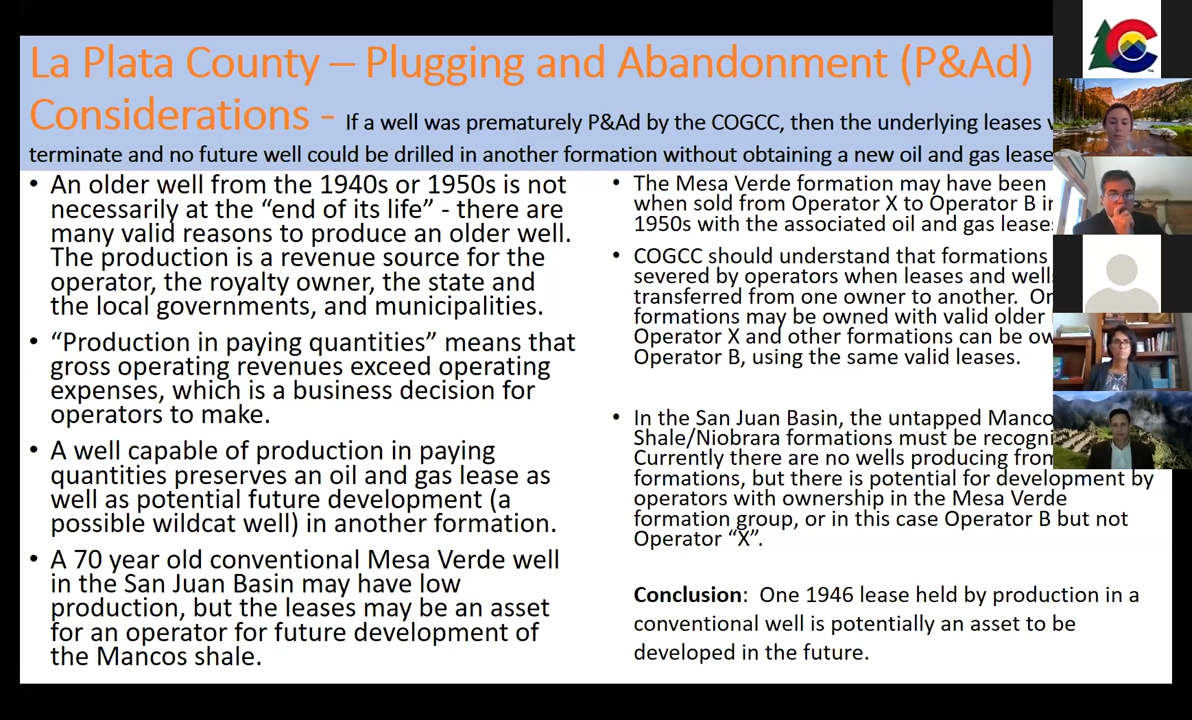 La Plata County – Plugging and Abandonment (P&Ad)
Considerations - If a well was prematurely P&Ad by the COGCC, then the underlying leases
terminate and no future well could be drilled in another formation without obtaining a new oil and gas lease
• An older well from the 1940s or 1950s is not
necessarily at the “end of its life” - there are
many valid reasons to produce an older well.
The production is a revenue source for the
operator, the royalty owner, the state and
the local governments, and municipalities.
• “Production in paying quantities” means that
gross operating revenues exceed operating
expenses, which is a business decision for
operators to make.
• A well capable of production in paying
quantities preserves an oil and gas lease as
well as potential future development (a
possible wildcat well) in another formation.
• A 70 year old conventional Mesa Verde well
in the San Juan Basin may have low
production, but the leases may be an asset
for an operator for future development of
the Mancos shale.
• The Mesa Verde formation may have been
when sold from Operator X to Operator B
1950s with the associated oil and gas
• COGCC should understand that formations
severed by operators when leases and
transferred from one owner to another.
formations may be owned with valid older
Operator X and other formations can be
Operator B, using the same valid leases.
• In the San Juan Basin, the untapped
Shale/Niobrara formations must be
Currently there are no wells producing
formations, but there is potential for development by
operators with ownership in the Mesa Verde
formation group, or in this case Operator B but not
Operator “X”.
Conclusion: One 1946 lease held by production in a
conventional well is potentially an asset to be
developed in the future.